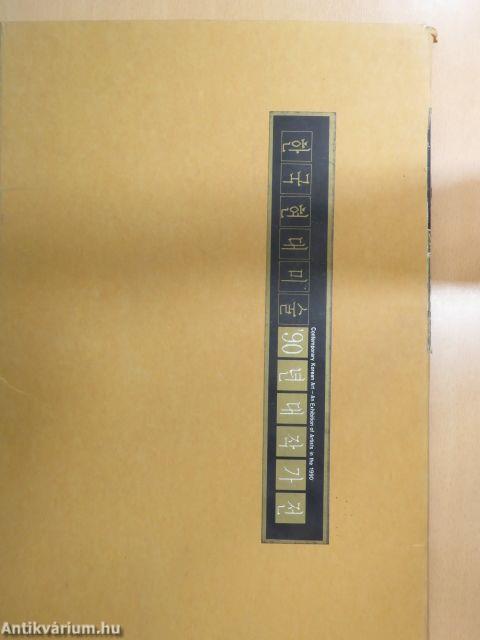 한국현대미술 '90년대작가전
Contemporary Korean Art – An Exhibition of Artists in the 1990'
Antikvárium.hu